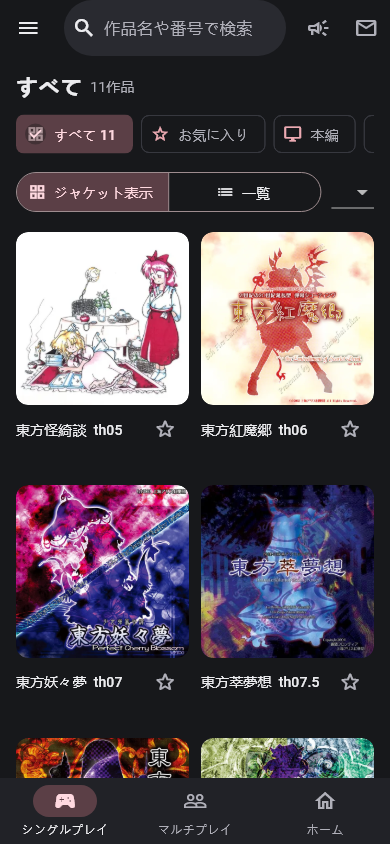 作品名や番号で検索
すべて 11作品
すべて 11 お気に入り 本編
ジャケット表示 一覧
東方紅魔郷
東方怪綺談 th05
東方紅魔郷 th06
東方妖々夢
Perfect Cherry Blossom
東方萃夢想
東方妖々夢 th07
東方萃夢想 th07.5
東
方
シングルプレイ マルチプレイ ホーム